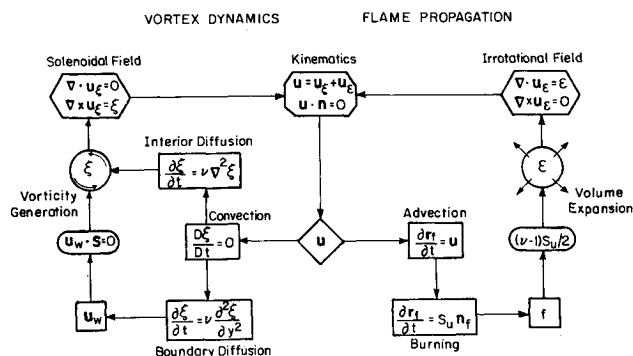 VORTEX DYNAMICS
FLAME PROPAGATION
Solenoidal Field
Kinematics
Irrotational Field
∇ · u_ξ = 0
∇ × u_ξ = ξ
u = u_ξ + u_ε
u · n = 0
∇ · u_ε = ε
∇ × u_ε = 0
Interior Diffusion
ξ
∂ξ/∂t = ν ∇²ξ
ε
Vorticity
Generation
Volume
Expansion
Convection
Advection
u_w · S = 0
Dξ/Dt = 0
u
∂r_f/∂t = u
(ν-1)S_u/2
u_w
∂ξ/∂t = ν ∂²ξ/∂y²
∂r_f/∂t = S_u n_f
f
Boundary Diffusion
Burning